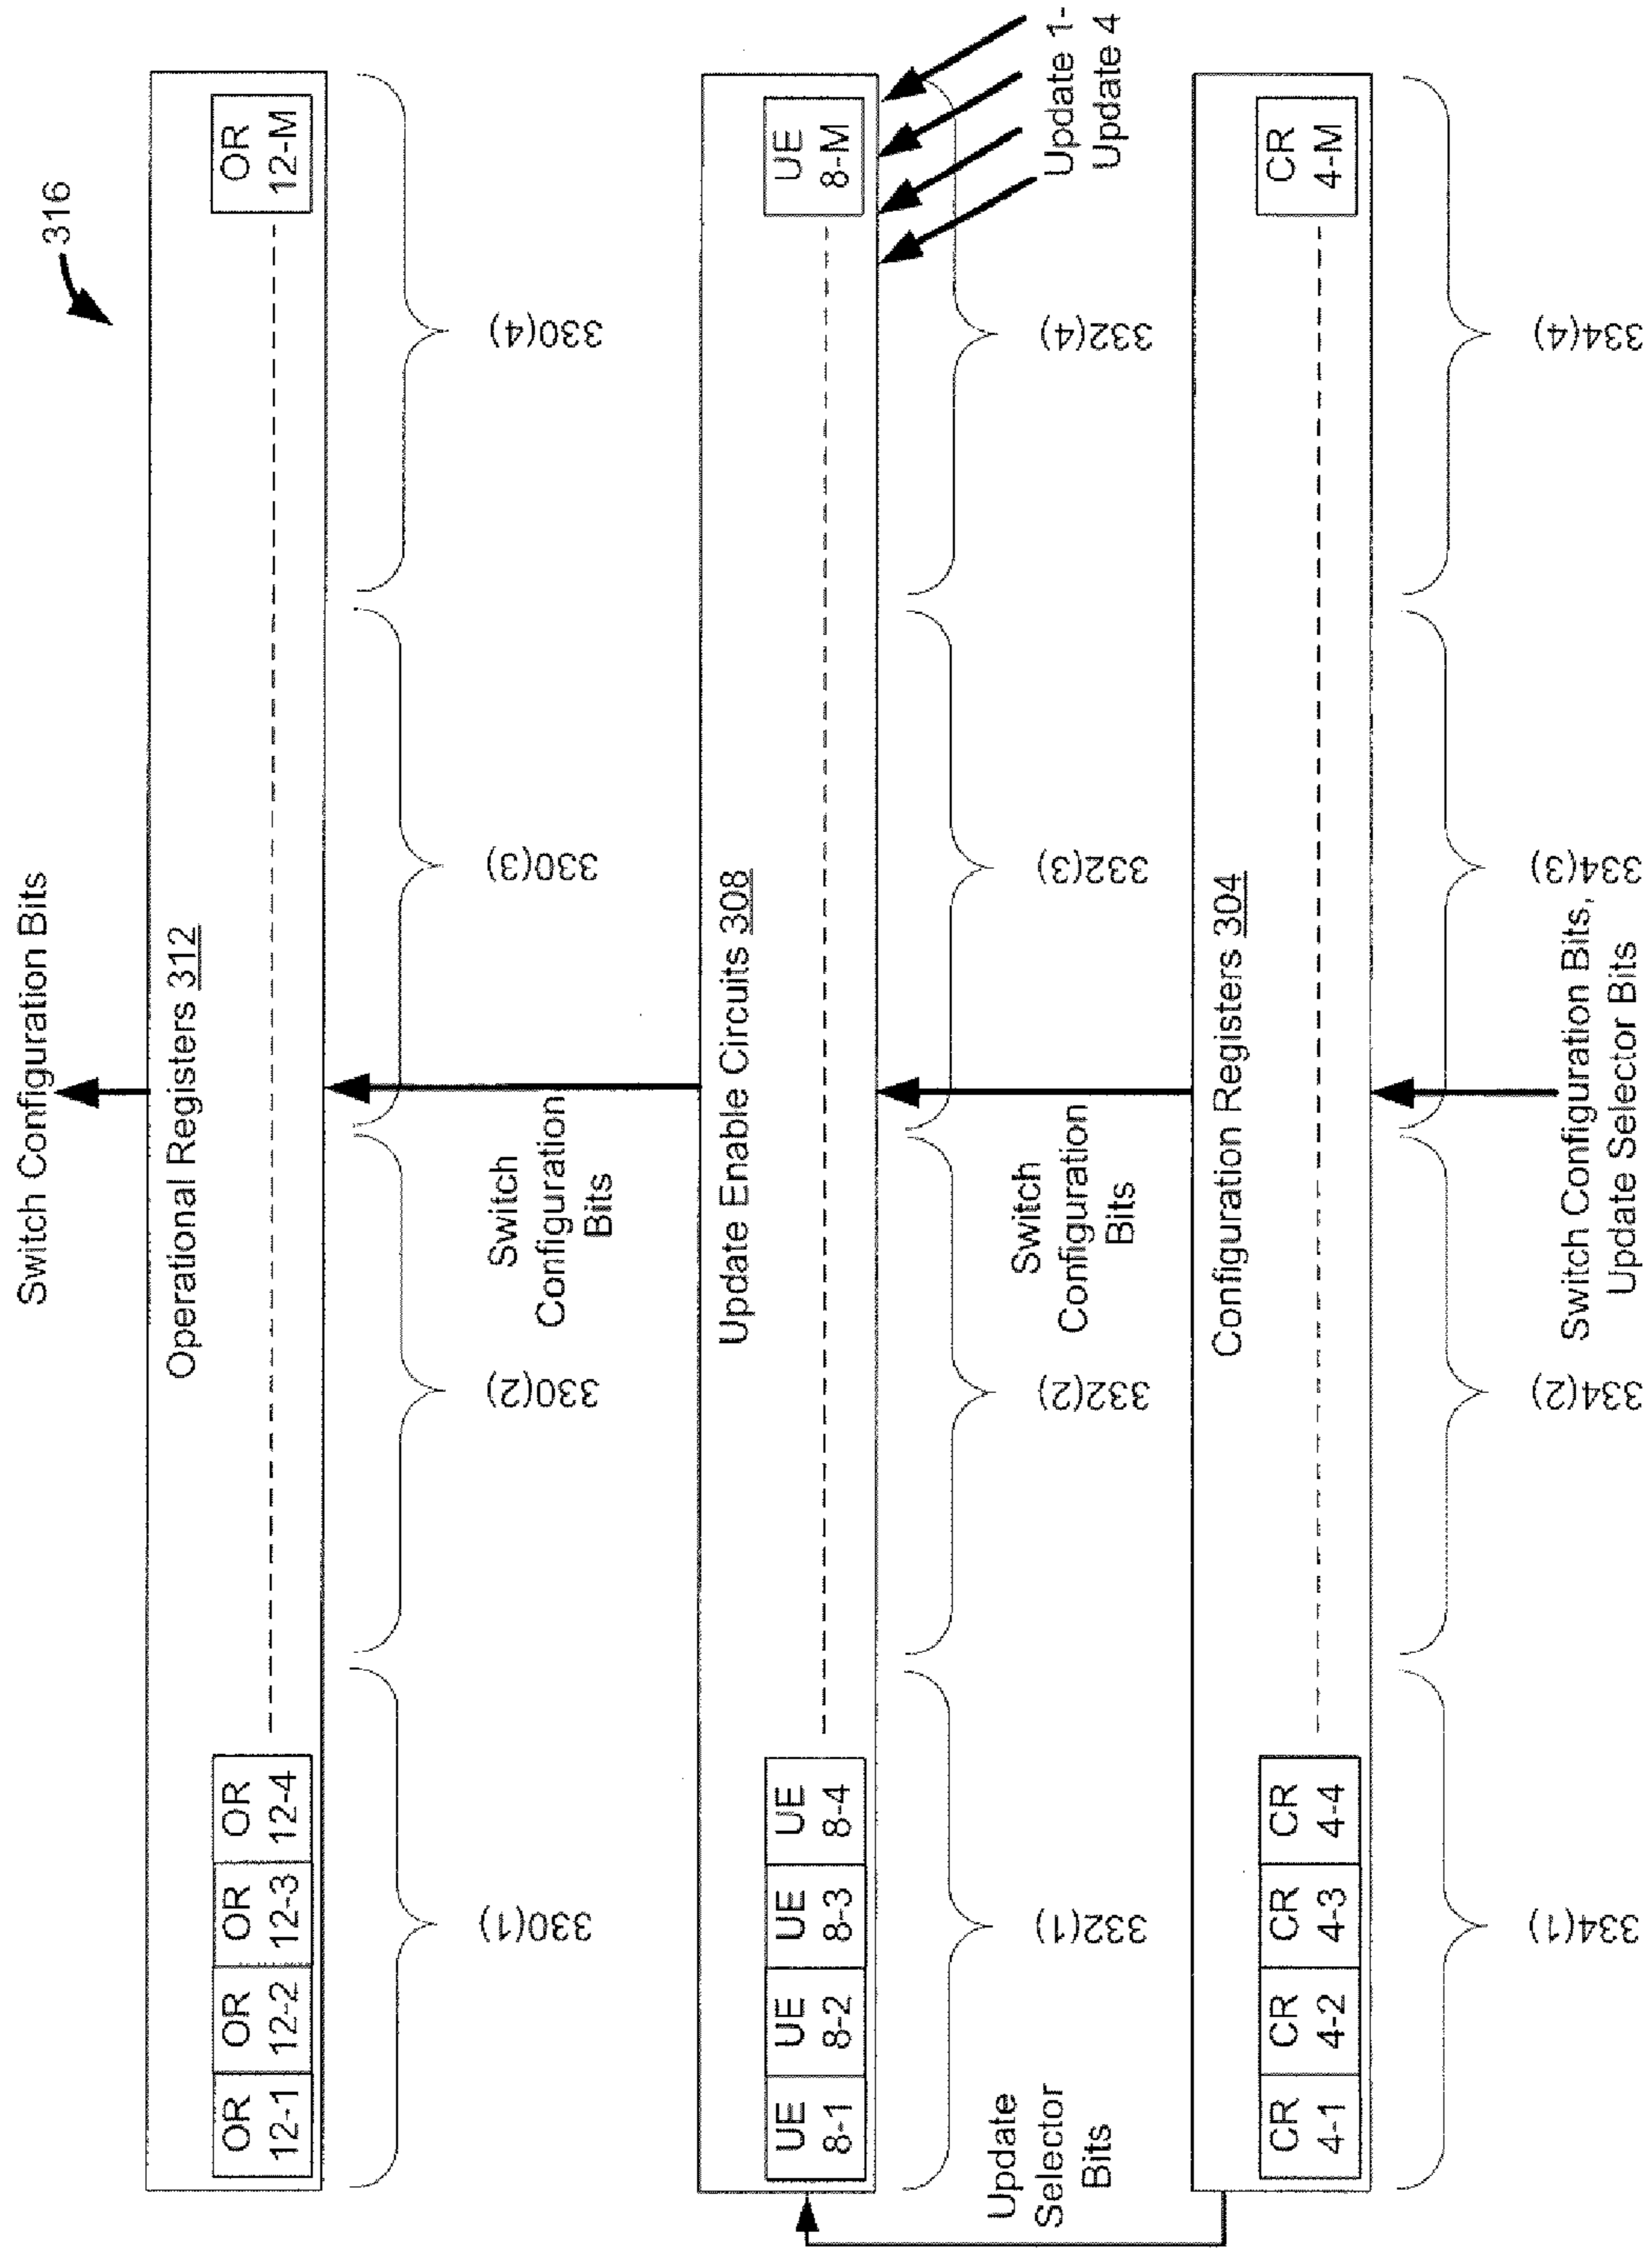 316
Switch Configuration Bits
Operational Registers 312
OR
12-1
OR
12-2
OR
12-3
OR
12-4
OR
12-M
330(1)
330(2)
330(3)
330(4)
Switch
Configuration
Bits
Update Enable Circuits 308
UE
8-1
UE
8-2
UE
8-3
UE
8-4
UE
8-M
332(1)
332(2)
332(3)
332(4)
Update 1-
Update 4
Update
Selector
Bits
Switch
Configuration
Bits
Configuration Registers 304
CR
4-1
CR
4-2
CR
4-3
CR
4-4
CR
4-M
334(1)
334(2)
334(3)
334(4)
Switch Configuration Bits,
Update Selector Bits